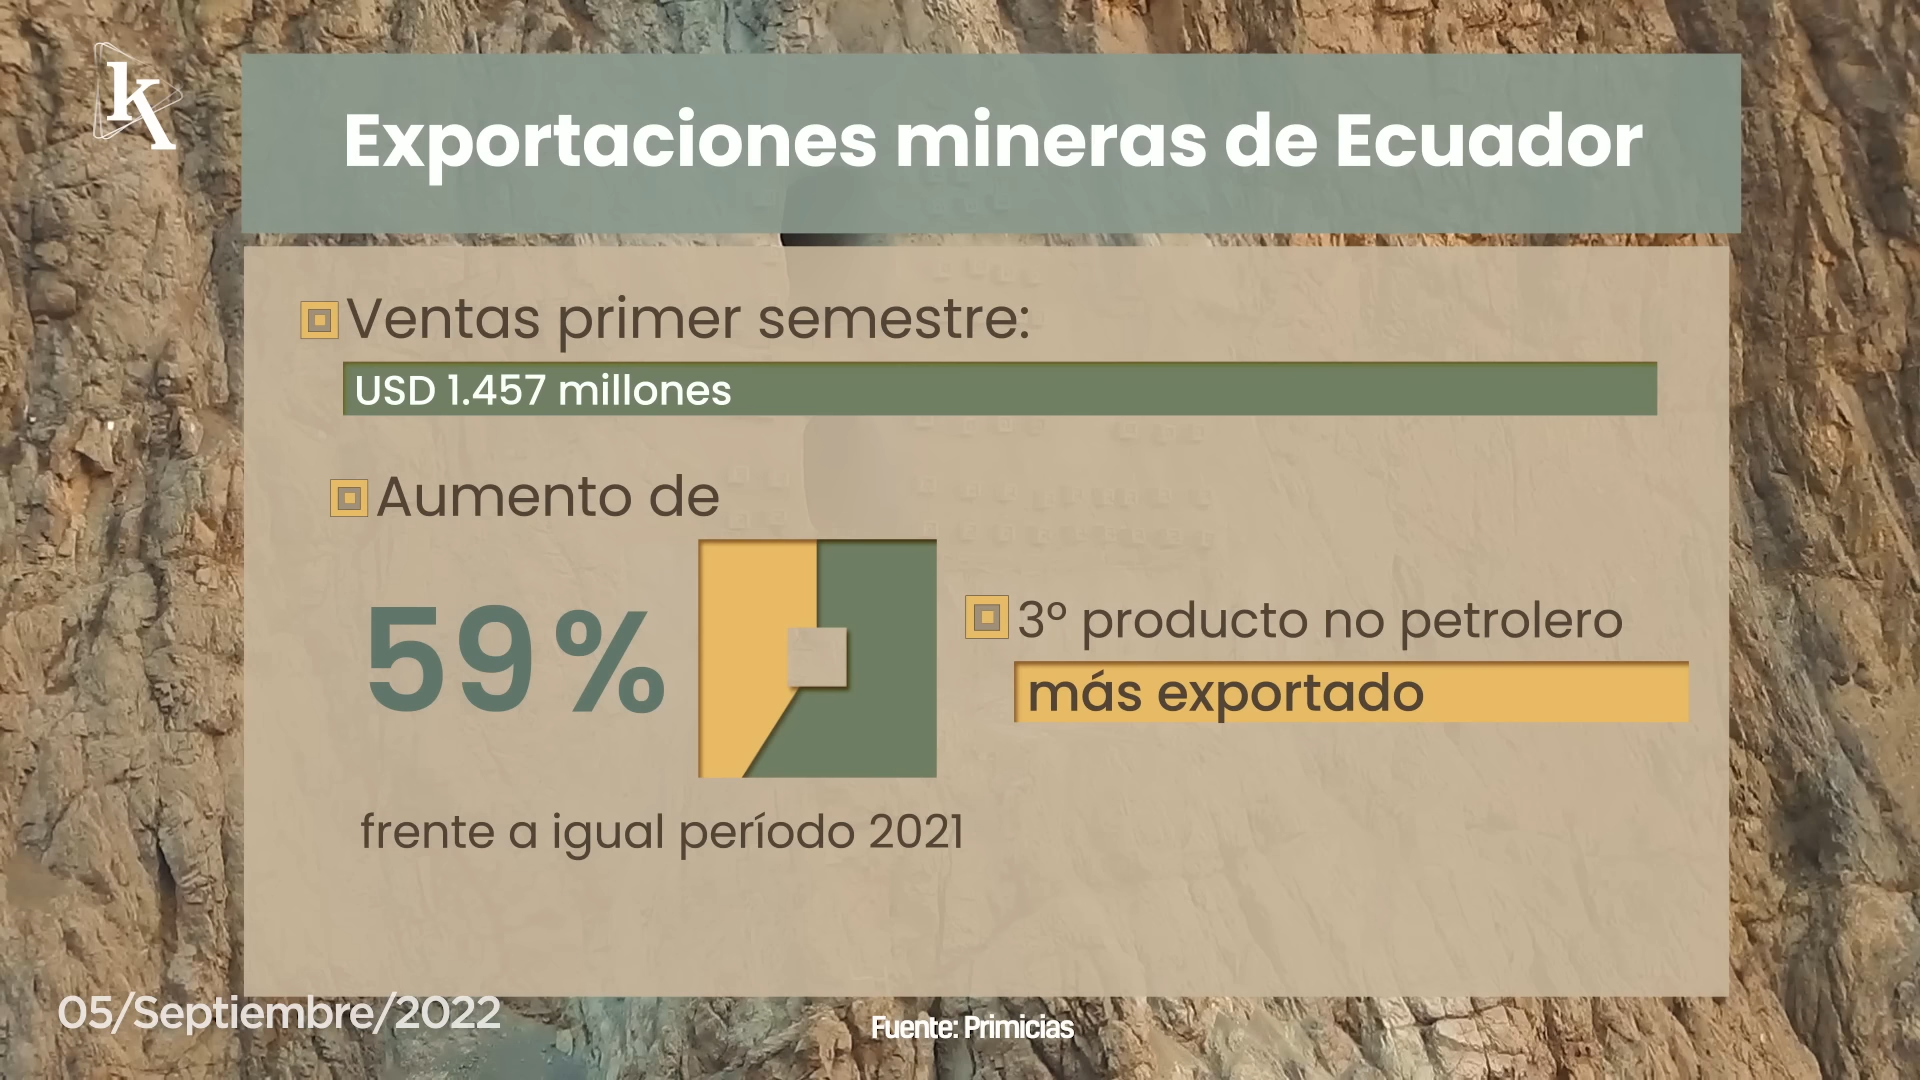 k
Exportaciones mineras de Ecuador
Ventas primer semestre:
USD 1.457 millones
Aumento de
59%
frente a igual período 2021
3º producto no petrolero
más exportado
05/Septiembre/2022
Fuente: Primicias